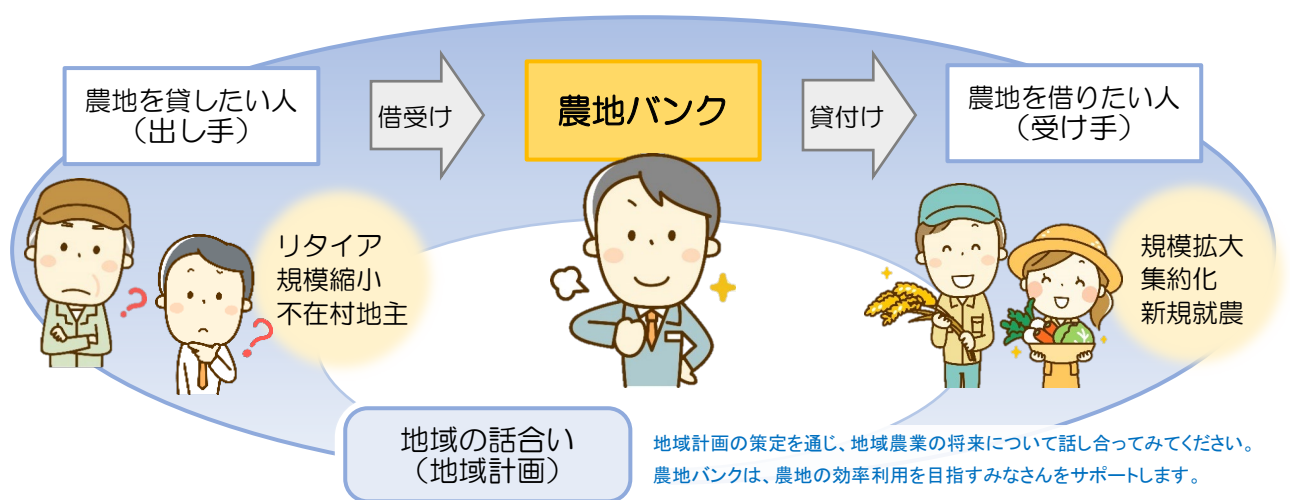 農地を貸したい人
（出し手）
借受け
農地バンク
貸付け
農地を借りたい人
（受け手）
リタイア
規模縮小
不在村地主
規模拡大
集約化
新規就農
地域の話合い
（地域計画）
地域計画の策定を通じ、地域農業の将来について話し合ってみてください。
農地バンクは、農地の効率利用を目指すみなさんをサポートします。